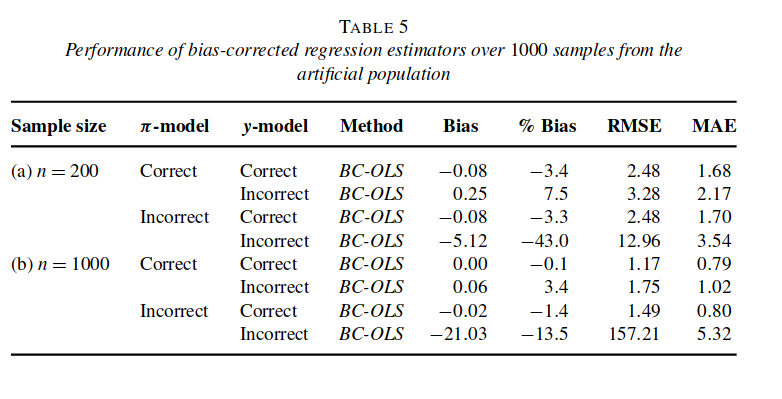 TABLE 5
Performance of bias-corrected regression estimators over 1000 samples from the
artificial population
Sample size π-model y-model Method Bias % Bias RMSE MAE
(a) n = 200 Correct Correct BC-OLS −0.08 −3.4 2.48 1.68
Incorrect BC-OLS 0.25 7.5 3.28 2.17
Incorrect Correct BC-OLS −0.08 −3.3 2.48 1.70
Incorrect BC-OLS −5.12 −43.0 12.96 3.54
(b) n = 1000 Correct Correct BC-OLS 0.00 −0.1 1.17 0.79
Incorrect BC-OLS 0.06 3.4 1.75 1.02
Incorrect Correct BC-OLS −0.02 −1.4 1.49 0.80
Incorrect BC-OLS −21.03 −13.5 157.21 5.32